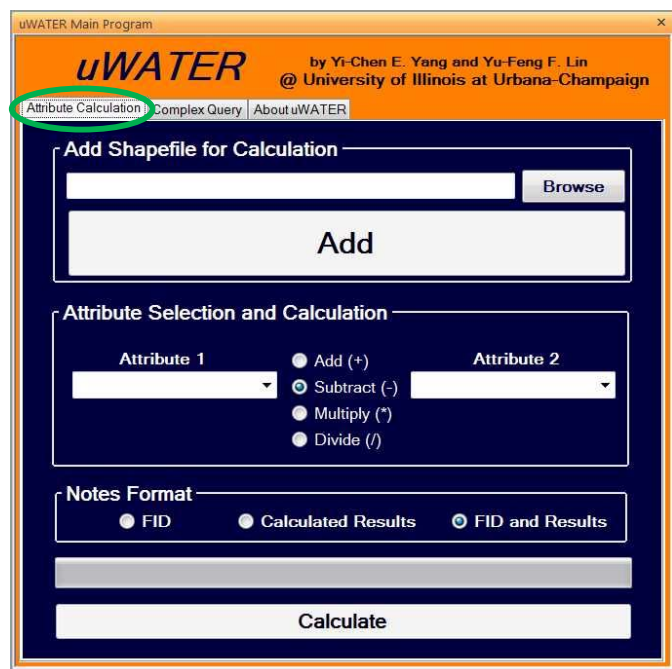 uWATER Main Program ×
uWATER
by Yi-Chen E. Yang and Yu-Feng F. Lin
@ University of Illinois at Urbana-Champaign
Attribute Calculation Complex Query About uWATER
Add Shapefile for Calculation
Browse
Add
Attribute Selection and Calculation
Attribute 1
Add (+)
Subtract (-)
Multiply (*)
Divide (/)
Attribute 2
Notes Format
FID Calculated Results FID and Results
Calculate